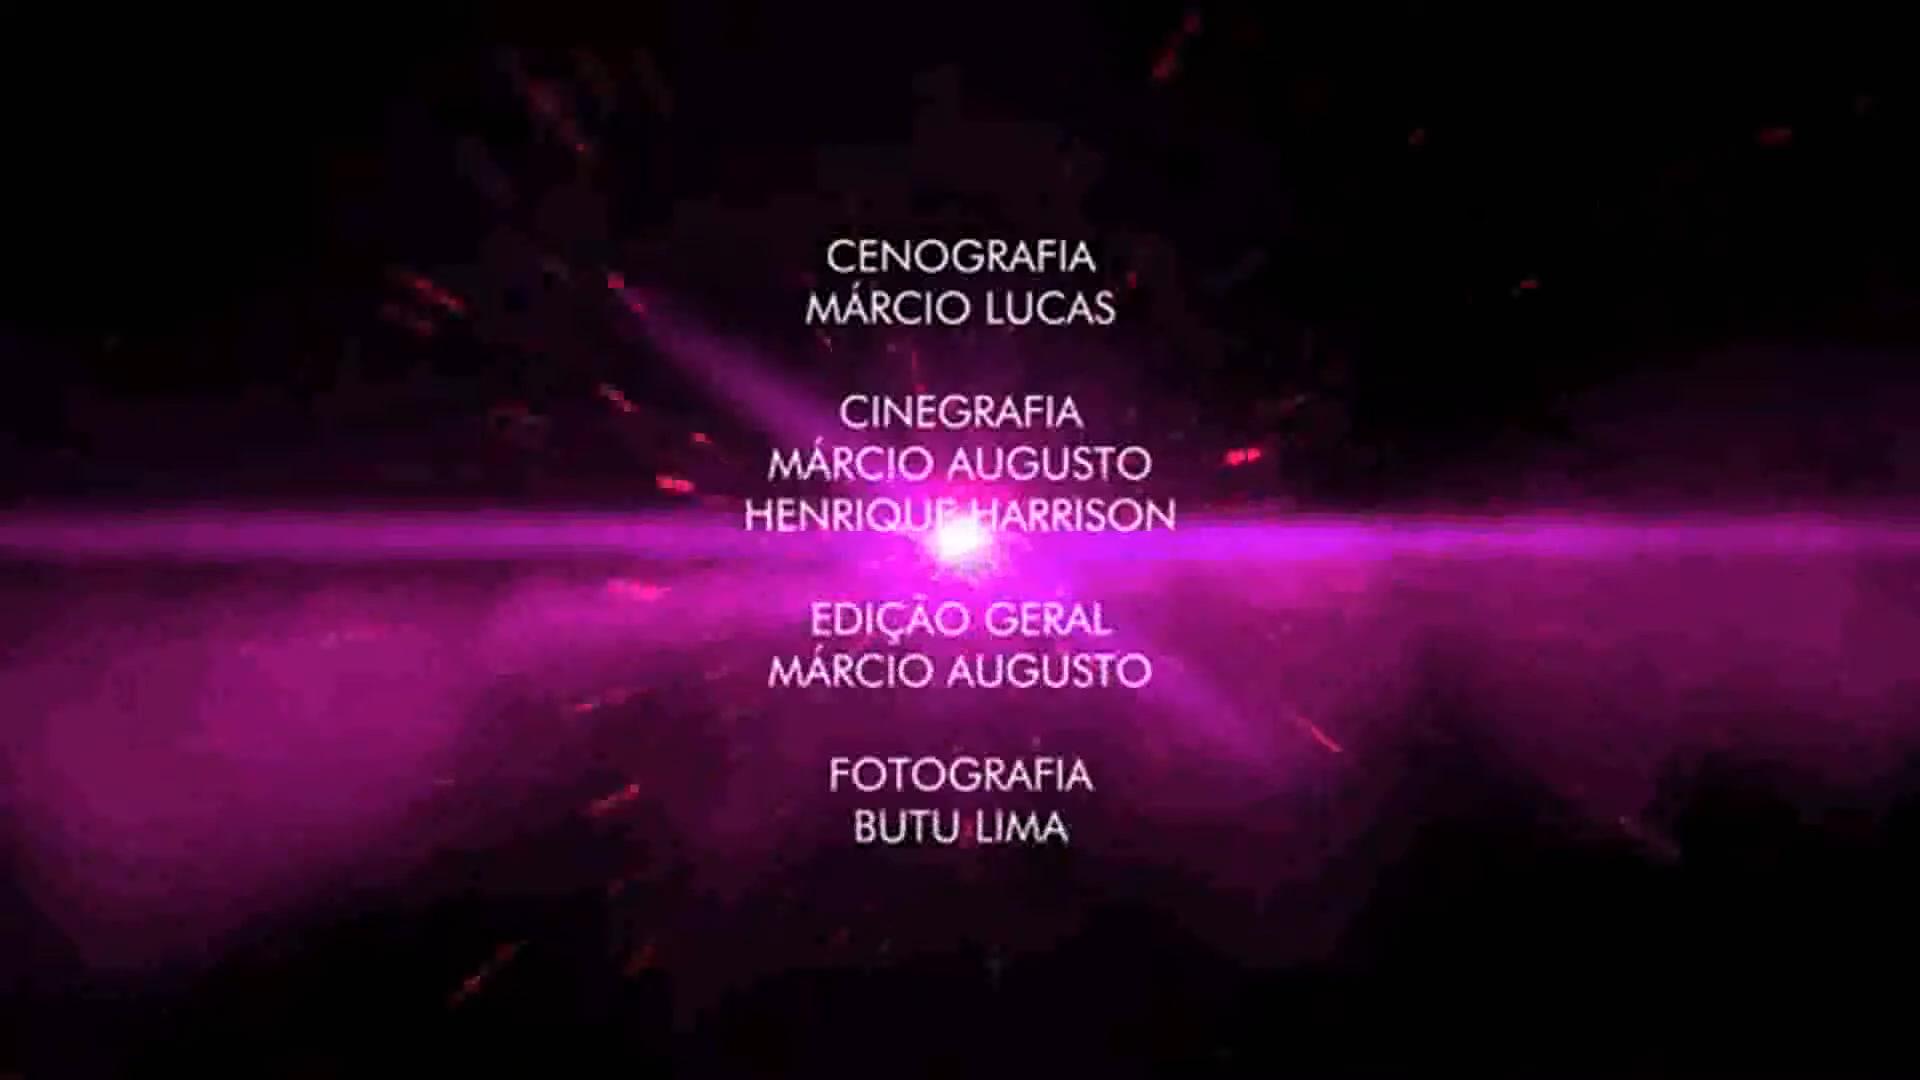 CENOGRAFIA
MÁRCIO LUCAS
CINEGRAFIA
MÁRCIO AUGUSTO
HENRIQUE HARRISON
EDIÇÃO GERAL
MÁRCIO AUGUSTO
FOTOGRAFIA
BUTU LIMA